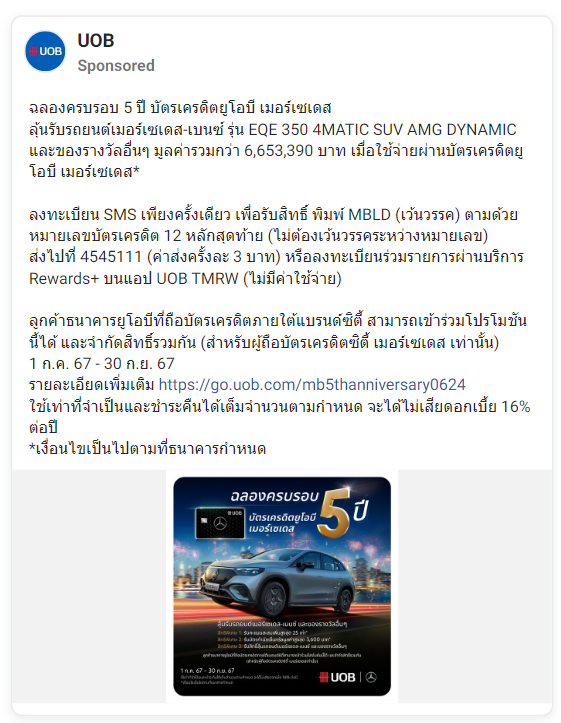 UOB
UOB
Sponsored
ฉลองครบรอบ 5 ปี บัตรเครดิตยูโอบี เมอร์เซเดส
ลุ้นรับรถยนต์เมอร์เซเดส-เบนซ์ รุ่น EQE 350 4MATIC SUV AMG DYNAMIC
และของรางวัลอื่นๆ มูลค่ารวมกว่า 6,653,390 บาท เมื่อใช้จ่ายผ่านบัตรเครดิตยู
โอบี เมอร์เซเดส*
ลงทะเบียน SMS เพียงครั้งเดียว เพื่อรับสิทธิ์ พิมพ์ MBLD (เว้นวรรค) ตามด้วย
หมายเลขบัตรเครดิต 12 หลักสุดท้าย (ไม่ต้องเว้นวรรคระหว่างหมายเลข)
ส่งไปที่ 4545111 (ค่าส่งครั้งละ 3 บาท) หรือลงทะเบียนร่วมรายการผ่านบริการ
Rewards+ บนแอป UOB TMRW (ไม่มีค่าใช้จ่าย)
ลูกค้าธนาคารยูโอบีที่ถือบัตรเครดิตภายใต้แบรนด์ซิตี้ สามารถเข้าร่วมโปรโมชัน
นี้ได้ และจำกัดสิทธิ์รวมกัน (สำหรับผู้ถือบัตรเครดิตซิตี้ เมอร์เซเดส เท่านั้น)
1 ก.ค. 67 - 30 ก.ย. 67
รายละเอียดเพิ่มเติม https://go.uob.com/mb5thanniversary0624
ใช้เท่าที่จำเป็นและชำระคืนได้เต็มจำนวนตามกำหนด จะได้ไม่เสียดอกเบี้ย 16%
ต่อปี
*เงื่อนไขเป็นไปตามที่ธนาคารกำหนด
ฉลองครบรอบ
5 ปี
UOB
บัตรเครดิตยูโอบี
เมอร์เซเดส
ลุ้นรับรถยนต์เมอร์เซเดส-เบนซ์ และของรางวัลอื่นๆ
1 ก.ค. 67 - 30 ก.ย. 67
UOB